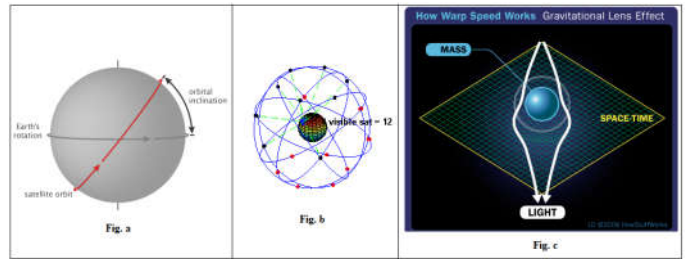 orbital
inclination
Earth's
rotation
satellite orbit
Fig. a
visible sat = 12
Fig. b
How Warp Speed Works Gravitational Lens Effect
MASS
SPACE-TIME
LIGHT
Fig. c